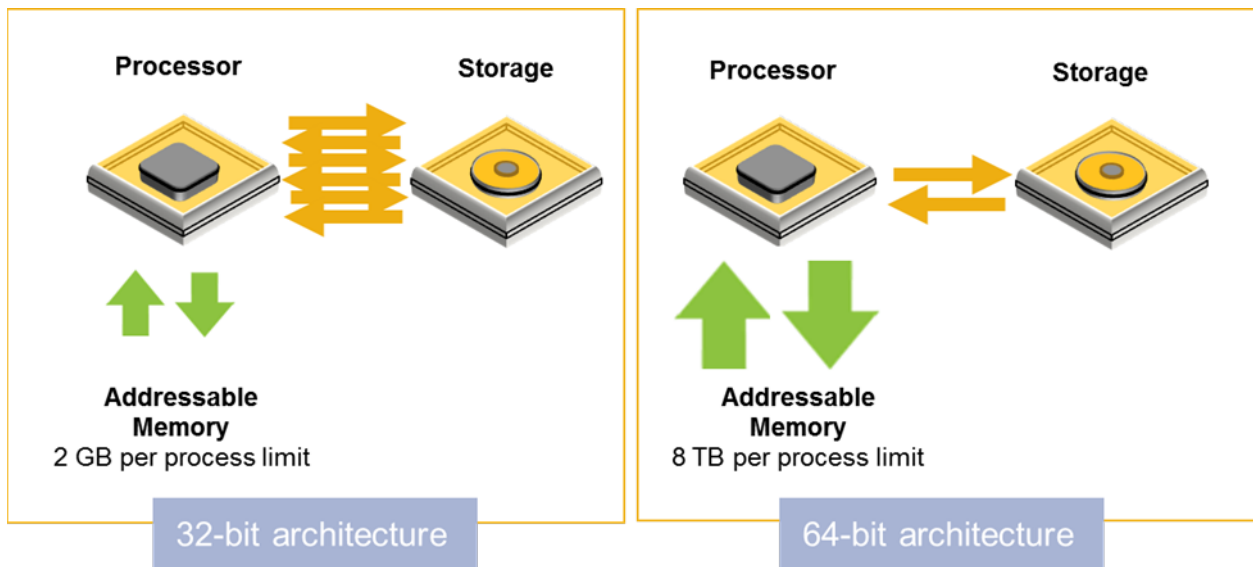 Processor
Storage
Addressable
Memory
2 GB per process limit
32-bit architecture
Processor
Storage
Addressable
Memory
8 TB per process limit
64-bit architecture